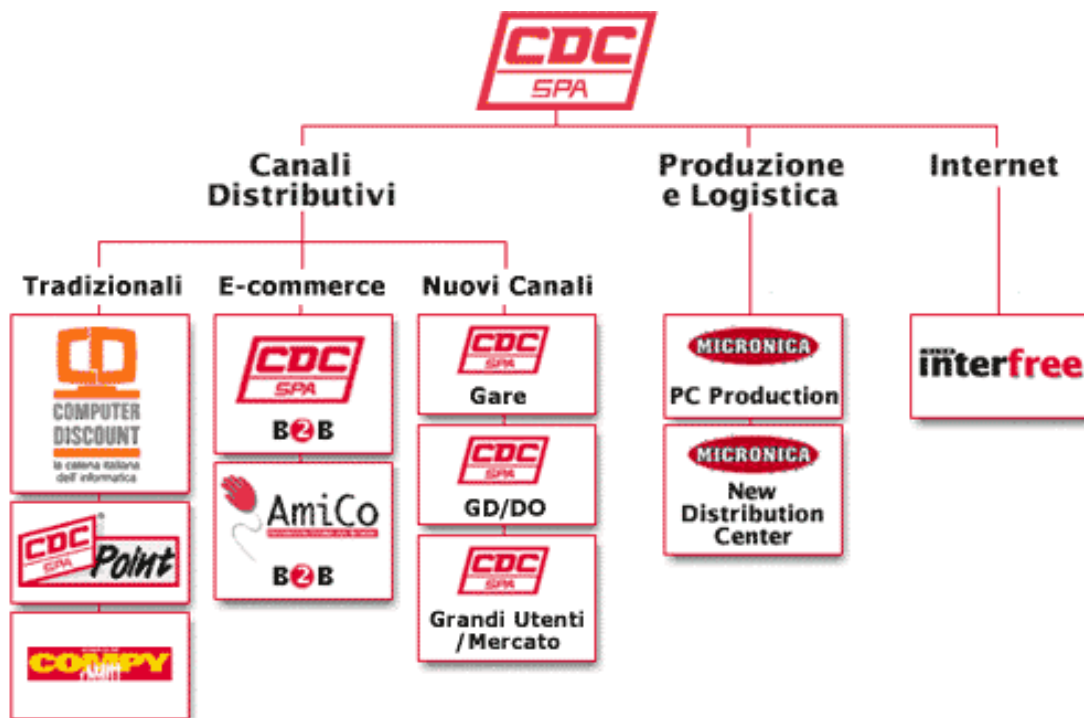 CDC
SPA
Canali
Distributivi
Produzione
e Logistica
Internet
Tradizionali
E-commerce
Nuovi Canali
CD
COMPUTER
DISCOUNT
la catena italiana
dell' informatica
CDC
SPA
Point
COMPY
CDC
SPA
B2B
AmiCo
B2B
CDC
SPA
Gare
CDC
SPA
GD/DO
CDC
SPA
Grandi Utenti
/Mercato
MICRONICA
PC Production
MICRONICA
New
Distribution
Center
interfree